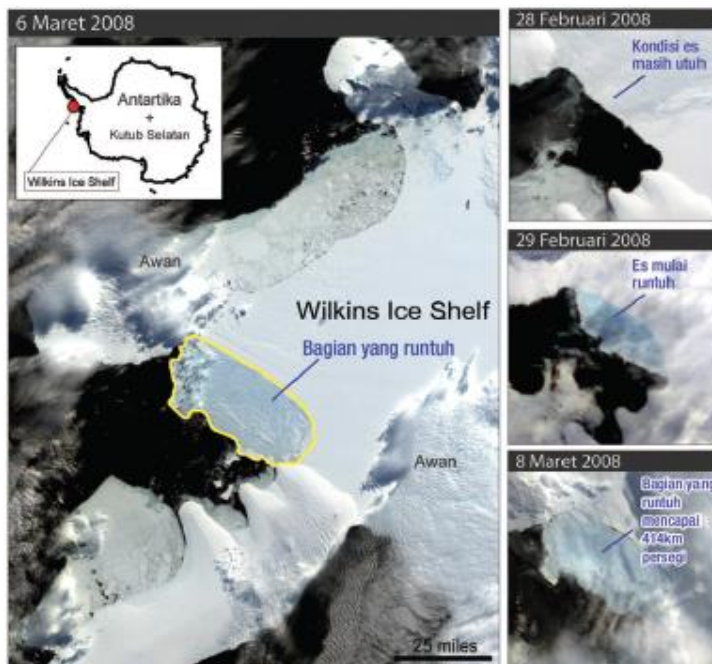 6 Maret 2008
Antartika
+
Kutub Selatan
Wilkins Ice Shelf
Awan
Wilkins Ice Shelf
Bagian yang runtuh
Awan
25 miles
28 Februari 2008
Kondisi es
masih utuh
29 Februari 2008
Es mulai
runtuh
8 Maret 2008
Bagian yang
runtuh
mencapai
414km
persegi